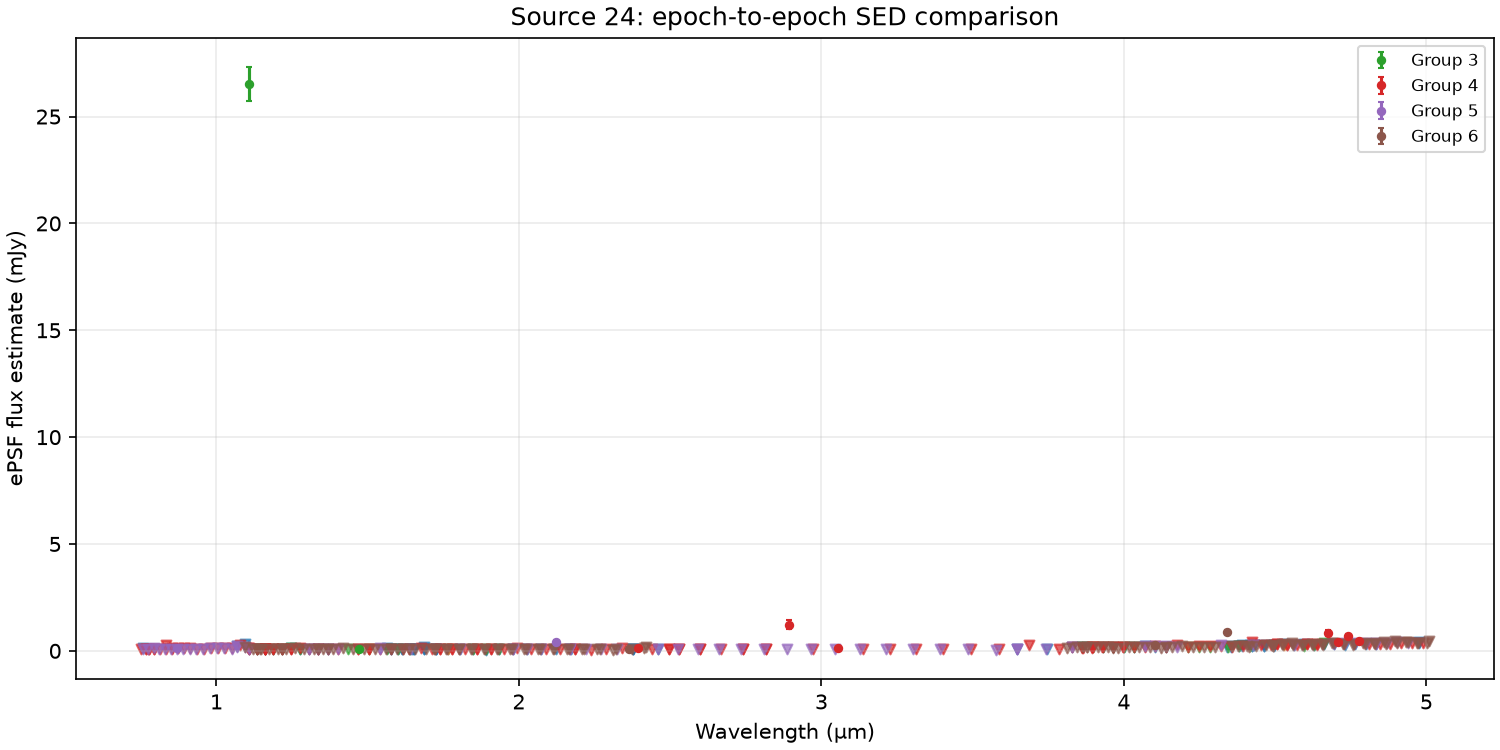 Source 24: epoch-to-epoch SED comparison
Group 3
Group 4
Group 5
Group 6
ePSF flux estimate (mJy)
25
20
15
10
5
0
1 2 3 4 5
Wavelength (μm)